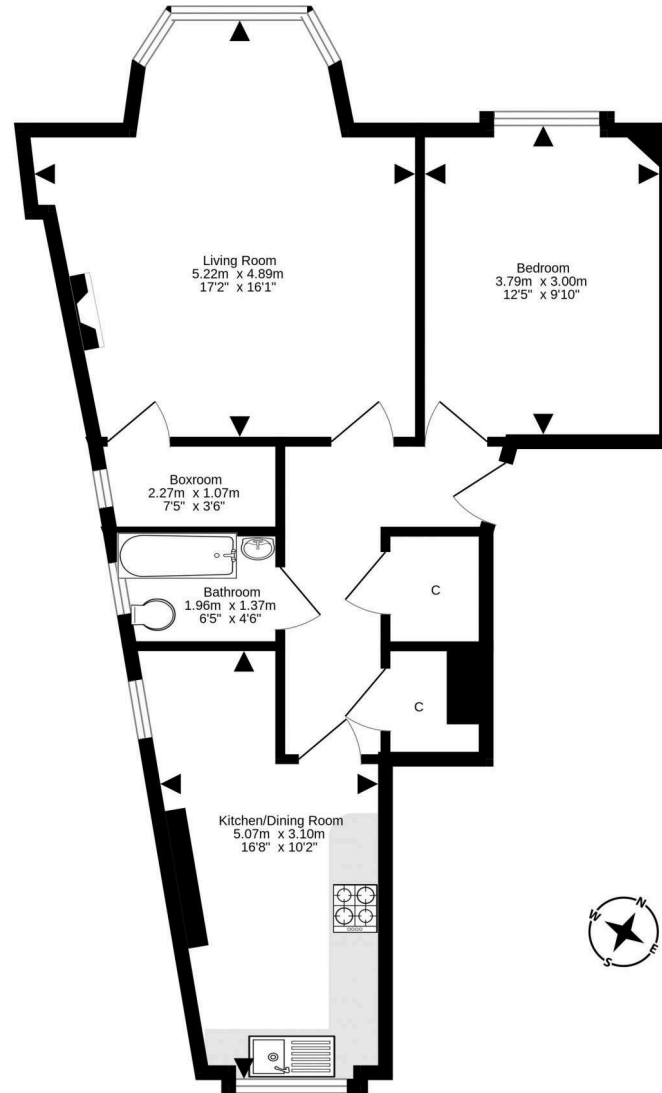 Living Room
5.22m x 4.89m
17'2" x 16'1"
Bedroom
3.79m x 3.00m
12'5" x 9'10"
Boxroom
2.27m x 1.07m
7'5" x 3'6"
Bathroom
1.96m x 1.37m
6'5" x 4'6"
C
C
Kitchen/Dining Room
5.07m x 3.10m
16'8" x 10'2"
N
W
E
S